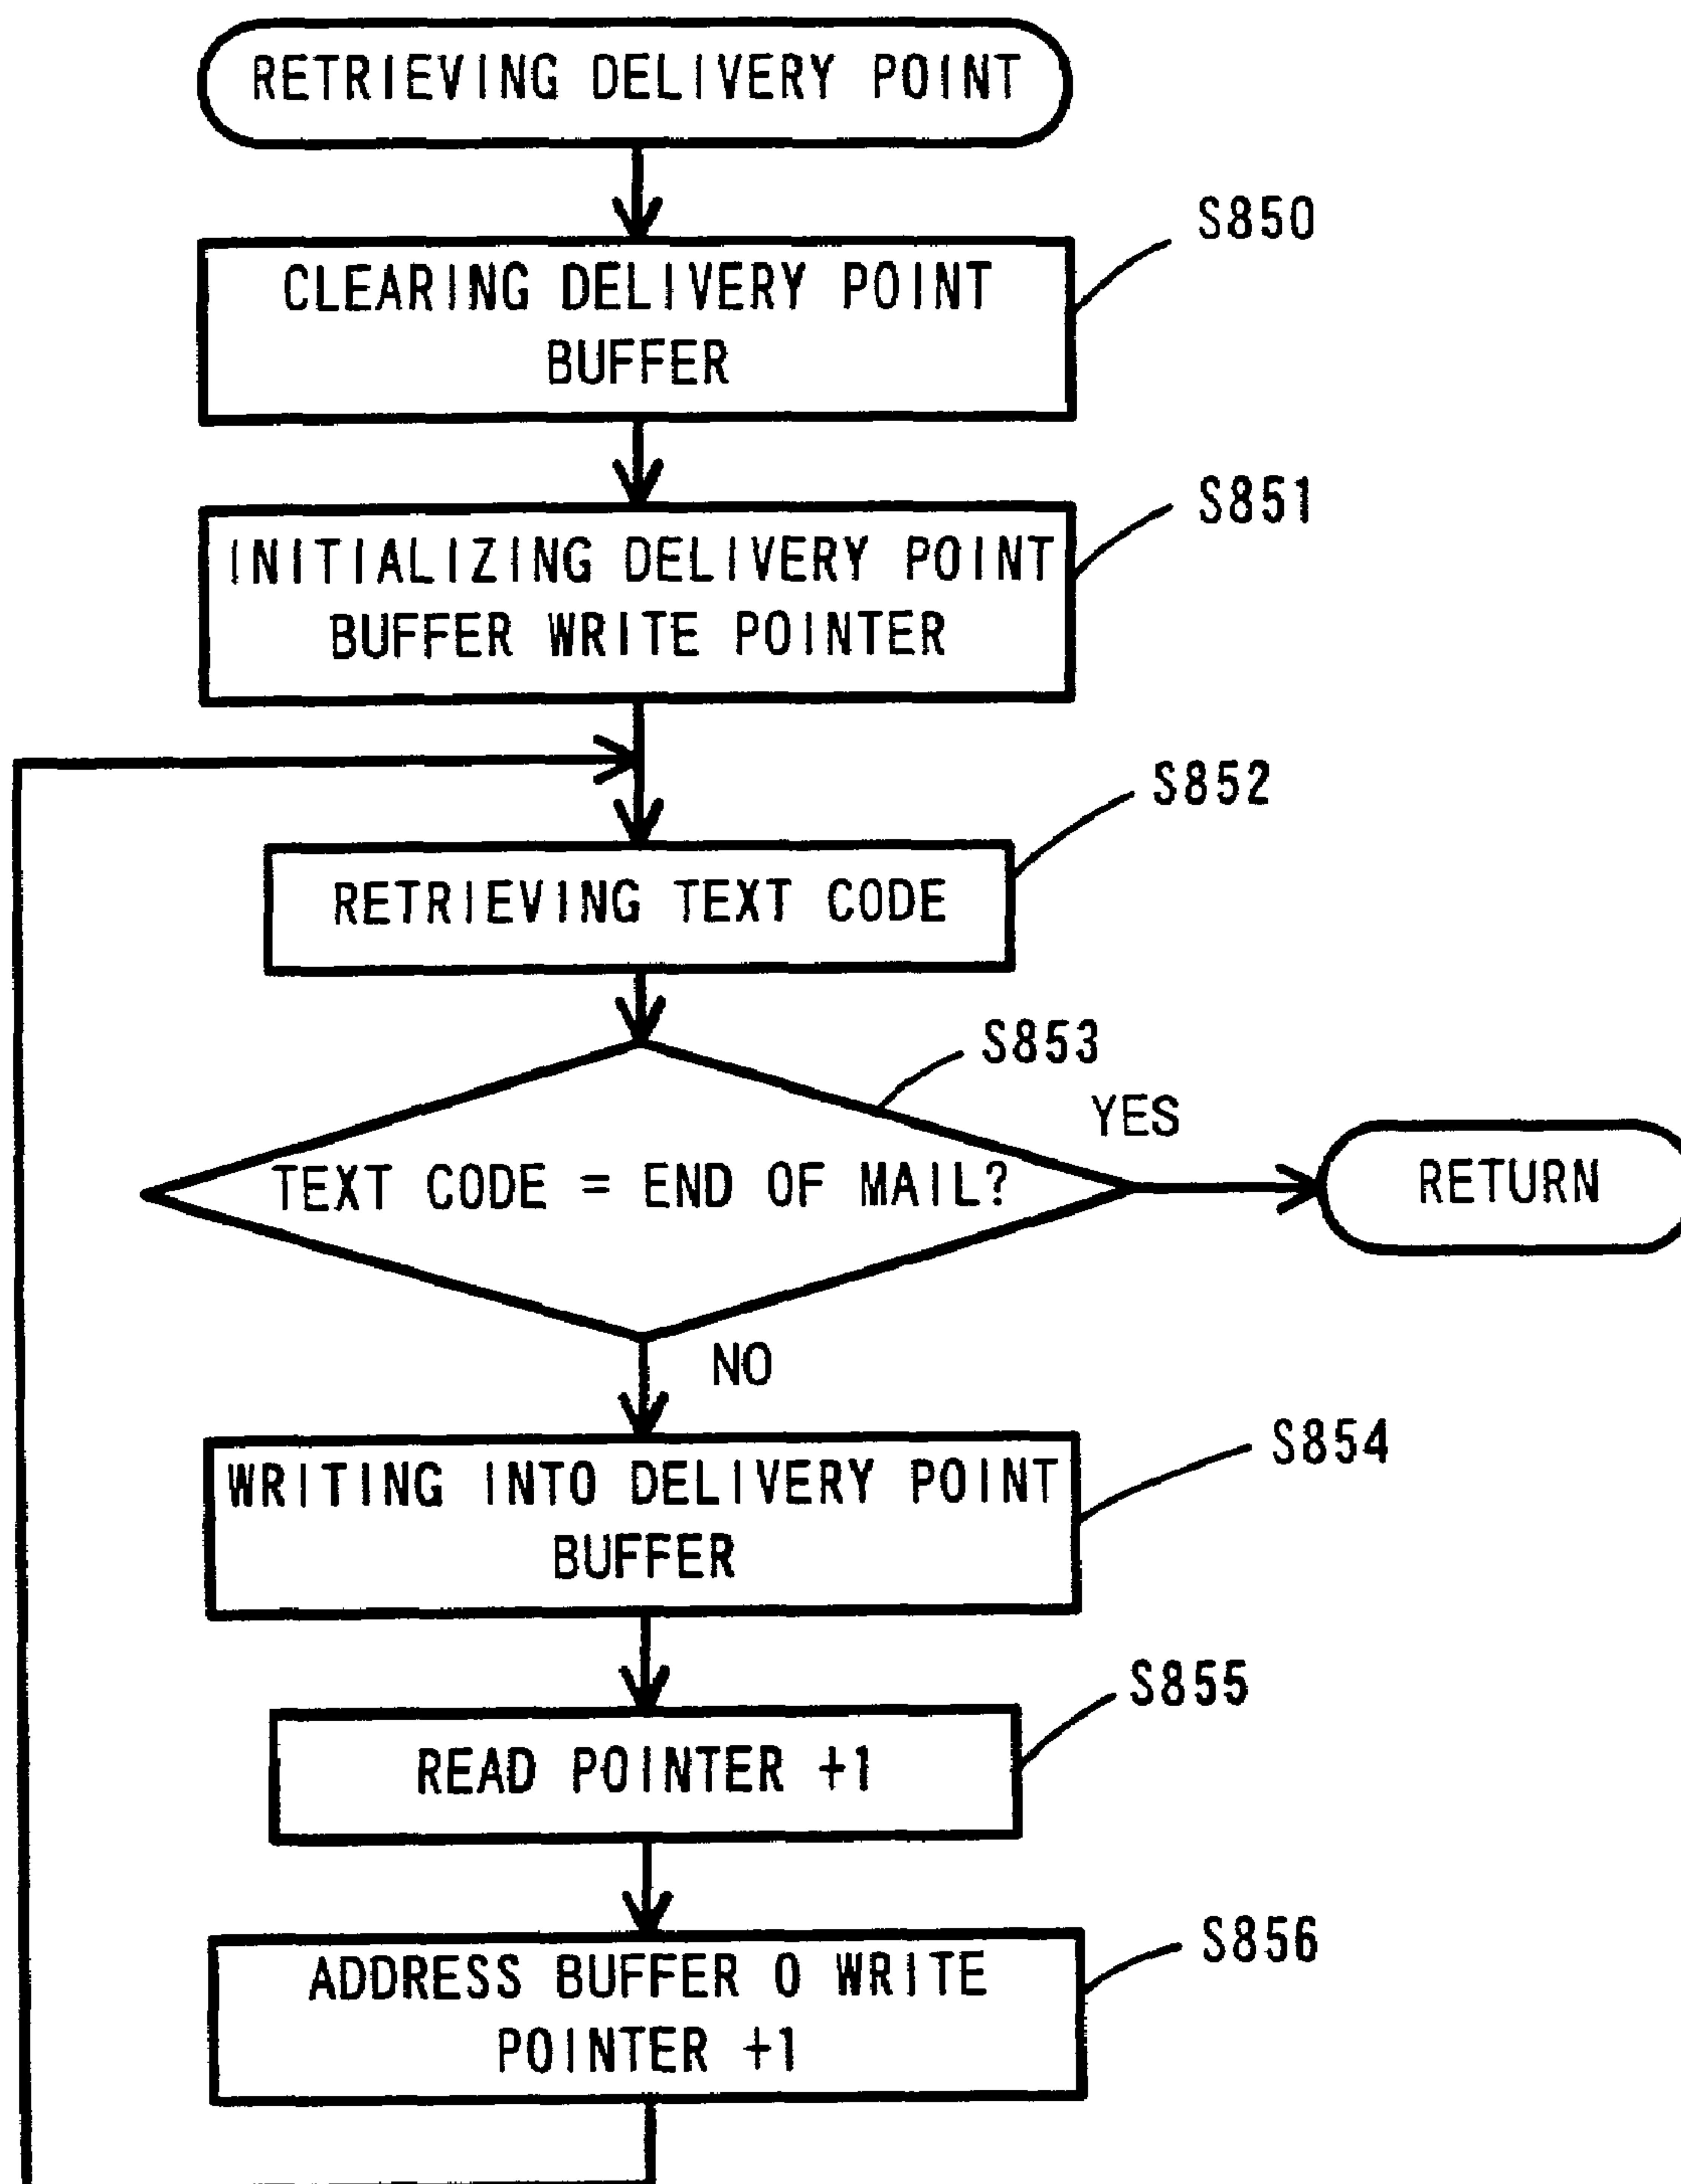 RETRIEVING DELIVERY POINT
S850
CLEARING DELIVERY POINT
BUFFER
S851
INITIALIZING DELIVERY POINT
BUFFER WRITE POINTER
S852
RETRIEVING TEXT CODE
S853
YES
TEXT CODE = END OF MAIL?
RETURN
NO
S854
WRITING INTO DELIVERY POINT
BUFFER
S855
READ POINTER +1
S856
ADDRESS BUFFER 0 WRITE
POINTER +1